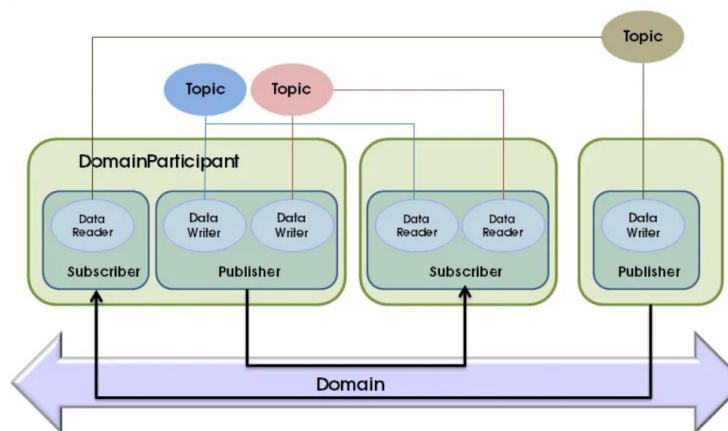 Topic
Topic
Topic
DomainParticipant
Data
Reader
Data
Writer
Data
Writer
Data
Reader
Data
Reader
Data
Writer
Subscriber
Publisher
Subscriber
Publisher
Domain